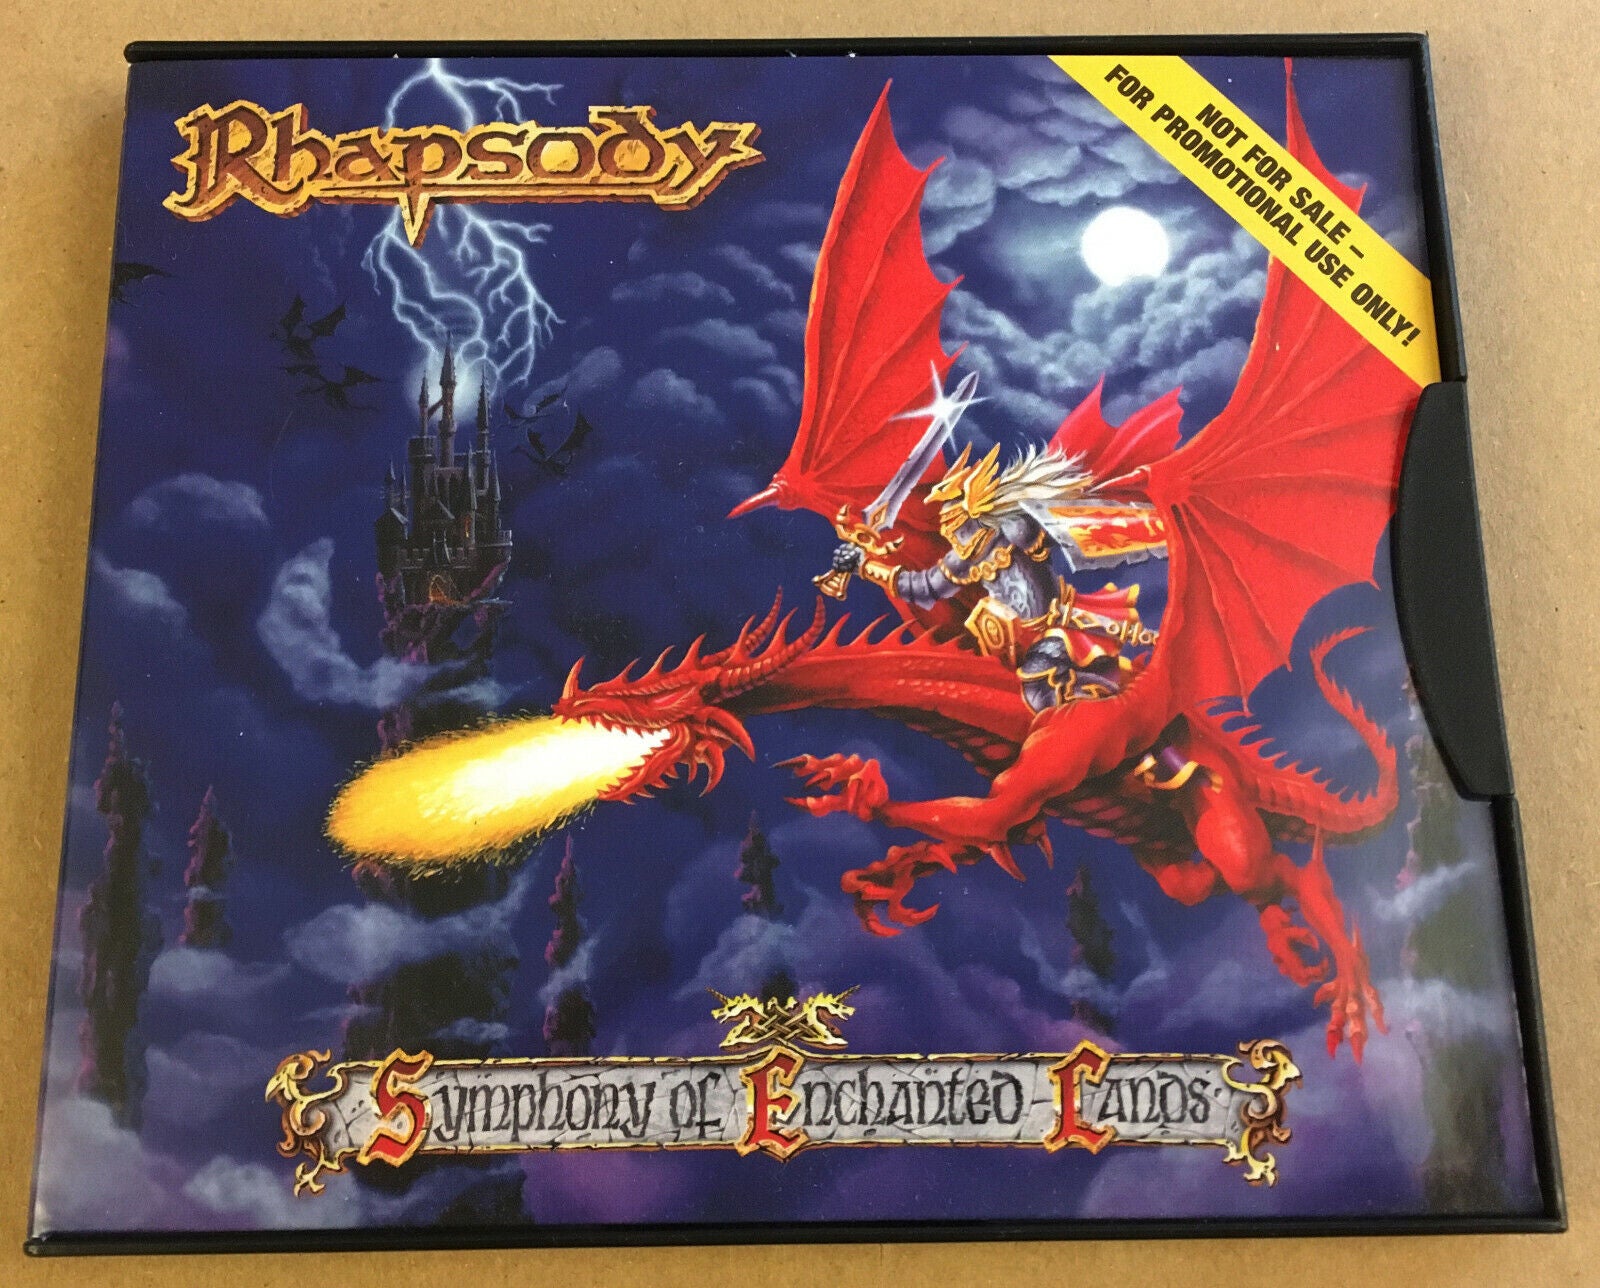 Rhapsody
NOT FOR SALE –
FOR PROMOTIONAL USE ONLY!
Symphony of Enchanted Lands